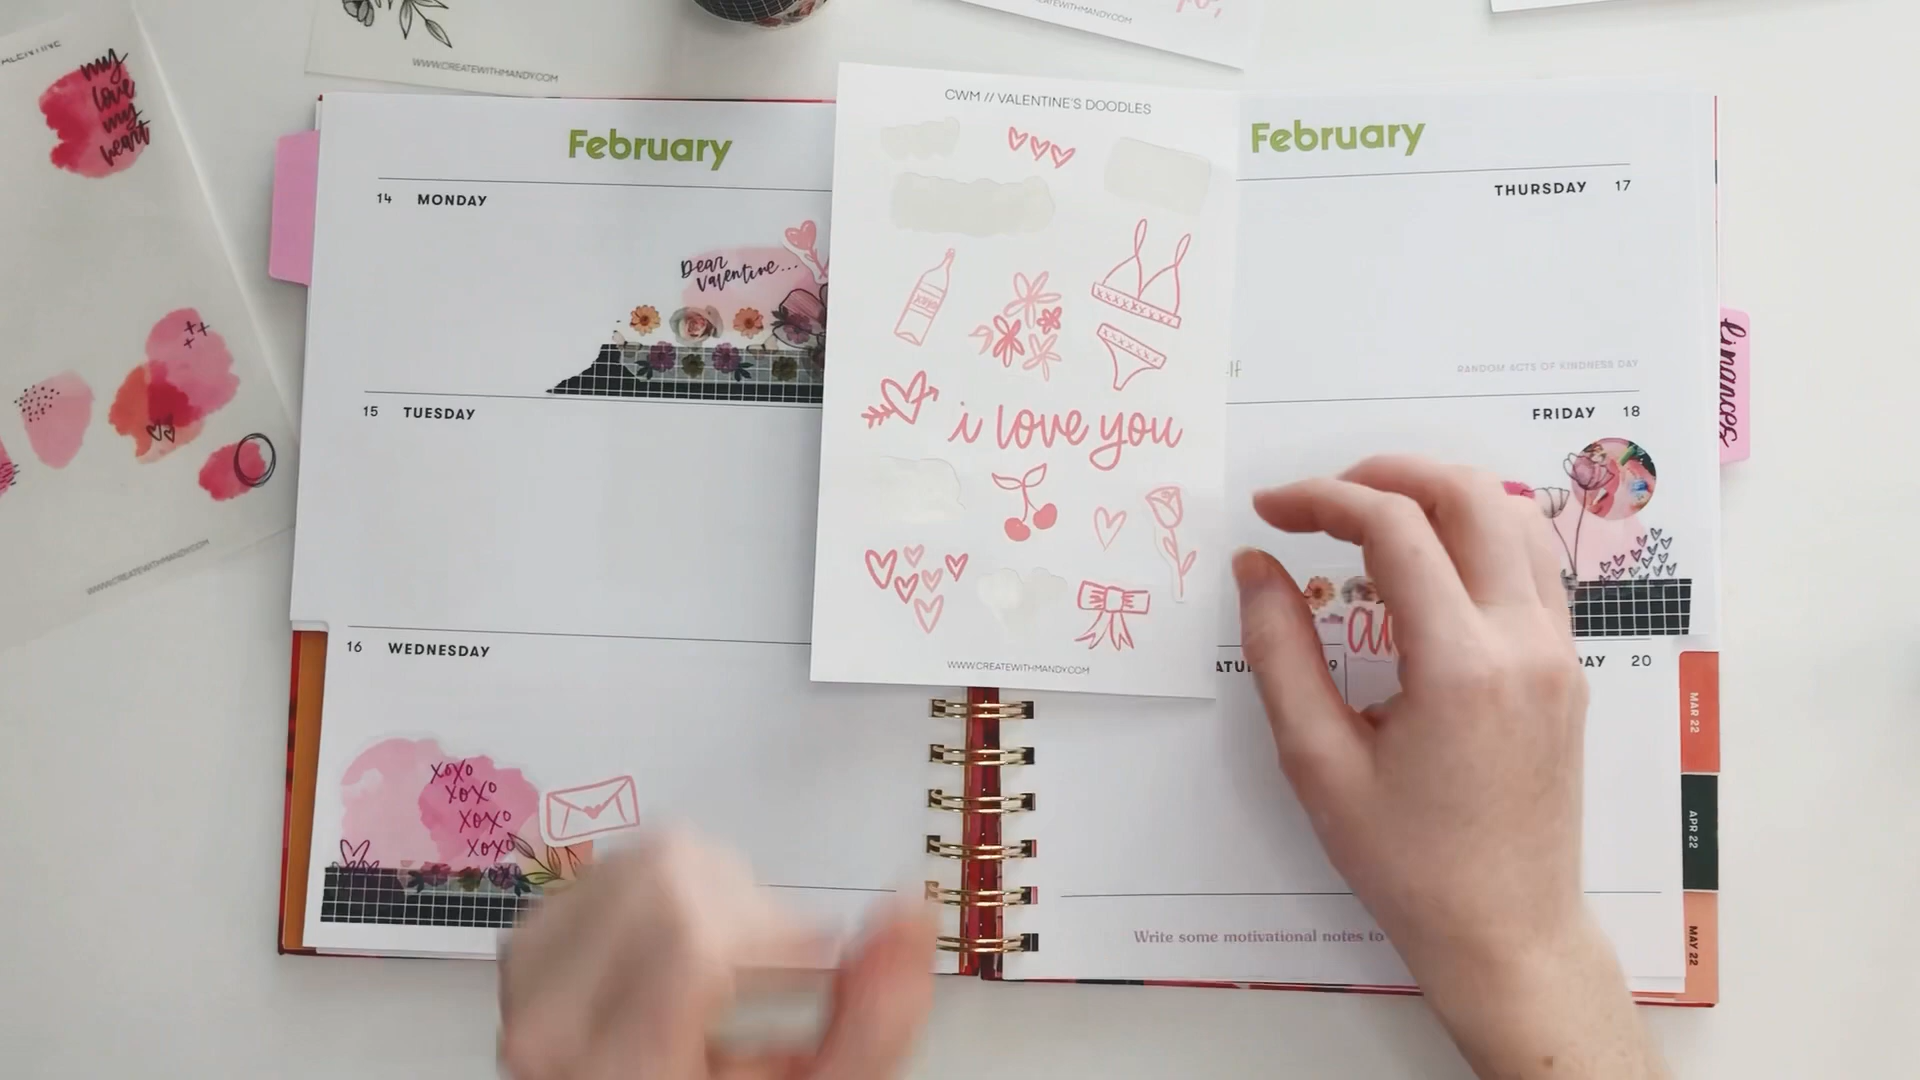 my
love
my
heart
WWW.CREATEWITHMANDY.COM
WWW.CREATEWITHMANDY.COM
February
14 MONDAY
Dear
Valentine...
15 TUESDAY
16 WEDNESDAY
xoxo
xoxo
xoxo
xoxo
CWM // VALENTINE'S DOODLES
XOXO
i love you
WWW.CREATEWITHMANDY.COM
February
THURSDAY 17
RANDOM ACTS OF KINDNESS DAY
FRIDAY 18
20
Write some motivational notes to
finances
MAR 22
APR 22
MAY 22